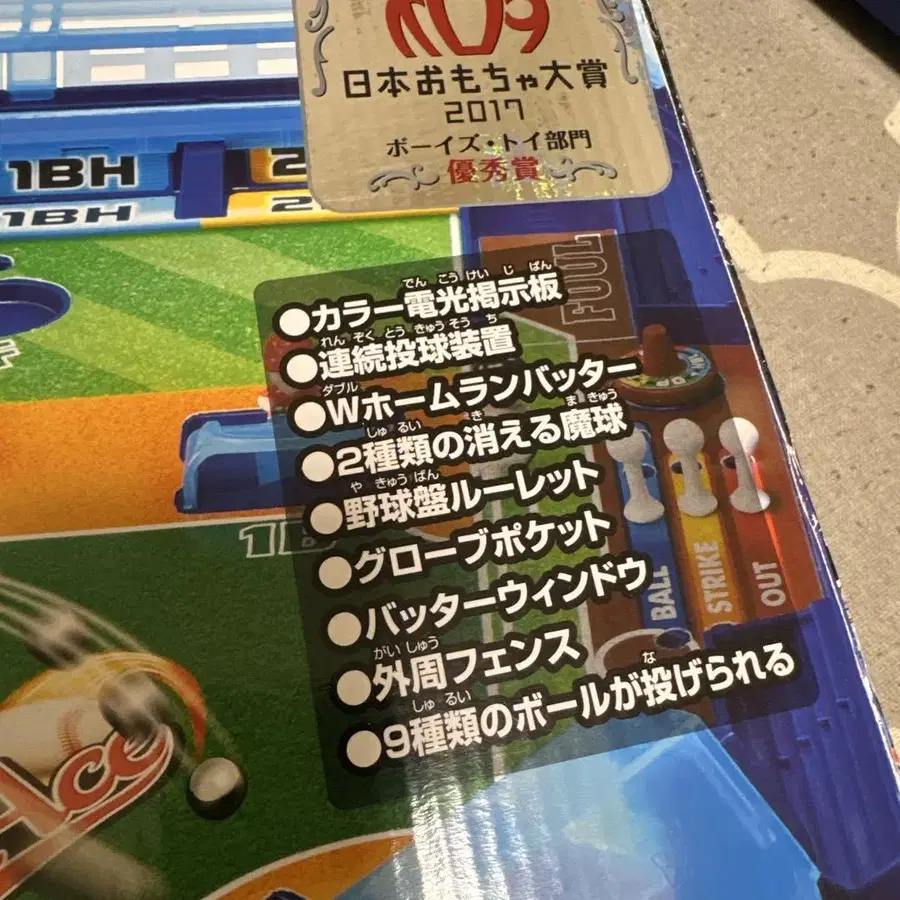 日本おもちゃ大賞
2017
ボーイズ・トイ部門
優秀賞
1BH
2
1BH
2
FOUL
でんこうけいじばん
●カラー電光掲示板
れんぞくとうきゅうそうち
●連続投球装置
ダブル
●Wホームランバッター
しゅるい き まきゅう
●2種類の消える魔球
やきゅうばん
●野球盤ルーレット
●グローブポケット
●バッターウィンドウ
がいしゅう
●外周フェンス
しゅるい な
●9種類のボールが投げられる
BALL
STRIKE
OUT
Ace